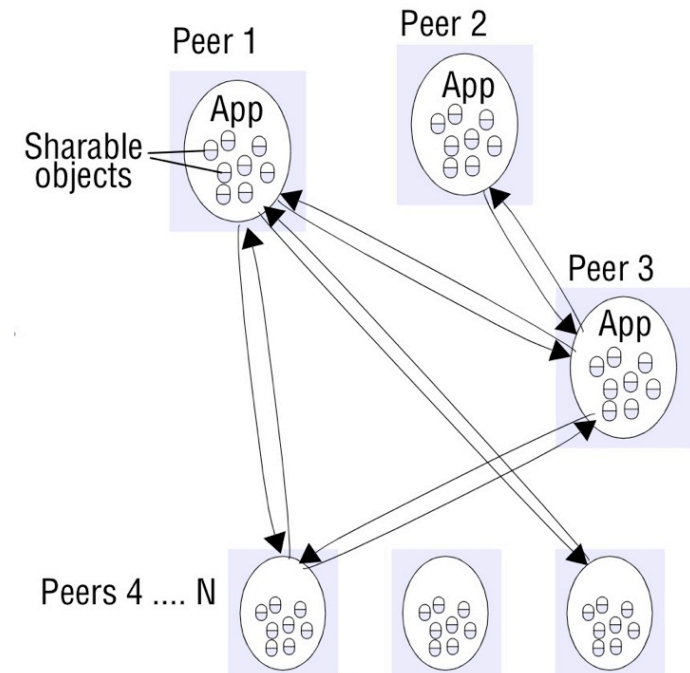 Peer 1
Peer 2
App
App
Sharable
objects
Peer 3
App
Peers 4 .... N